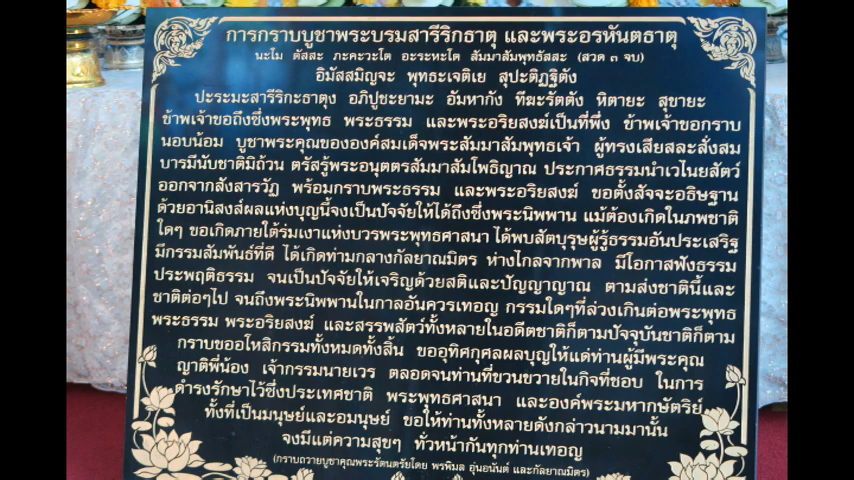 การกราบบูชาพระบรมสารีริกธาตุ และพระอรหันตธาตุ
นะโม ตัสสะ ภะคะวะโต อะระหะโต สัมมาสัมพุทธัสสะ (สวด ๓ จบ)
อิมัสสมิญจะ พุทธะเจติเย สุปะติฏฐิตัง
ปะระมะสารีริกะธาตุง อภิปูชะยามะ อัมหากัง ทีฆะรัตตัง หิตายะ สุขายะ
ข้าพเจ้าขอถึงซึ่งพระพุทธ พระธรรม และพระอริยสงฆ์เป็นที่พึ่ง ข้าพเจ้าขอกราบ
นอบน้อม บูชาพระคุณขององค์สมเด็จพระสัมมาสัมพุทธเจ้า ผู้ทรงเสียสละสั่งสม
บารมีนับชาติมิถ้วน ตรัสรู้พระอนุตตรสัมมาสัมโพธิญาณ ประกาศธรรมนำเวไนยสัตว์
ออกจากสังสารวัฏ พร้อมกราบพระธรรม และพระอริยสงฆ์ ขอตั้งสัจจะอธิษฐาน
ด้วยอานิสงส์ผลแห่งบุญนี้จงเป็นปัจจัยให้ได้ถึงซึ่งพระนิพพาน แม้ต้องเกิดในภพชาติ
ใดๆ ขอเกิดภายใต้ร่มเงาแห่งบวรพระพุทธศาสนา ได้พบสัตบุรุษผู้รู้ธรรมอันประเสริฐ
มีกรรมสัมพันธ์ที่ดี ได้เกิดท่ามกลางกัลยาณมิตร ห่างไกลจากพาล มีโอกาสฟังธรรม
ประพฤติธรรม จนเป็นปัจจัยให้เจริญด้วยสติและปัญญาญาณ ตามส่งชาตินี้และ
ชาติต่อๆไป จนถึงพระนิพพานในกาลอันควรเทอญ กรรมใดๆที่ล่วงเกินต่อพระพุทธ
พระธรรม พระอริยสงฆ์ และสรรพสัตว์ทั้งหลายในอดีตชาติก็ตามปัจจุบันชาติก็ตาม
กราบขออโหสิกรรมทั้งหมดทั้งสิ้น ขออุทิศกุศลผลบุญให้แด่ท่านผู้มีพระคุณ
ญาติพี่น้อง เจ้ากรรมนายเวร ตลอดจนท่านที่ขวนขวายในกิจที่ชอบ ในการ
ดำรงรักษาไว้ซึ่งประเทศชาติ พระพุทธศาสนา และองค์พระมหากษัตริย์
ทั้งที่เป็นมนุษย์และอมนุษย์ ขอให้ท่านทั้งหลายดังกล่าวนามมานั้น
จงมีแต่ความสุขๆ ทั่วหน้ากันทุกท่านเทอญ
(กราบถวายบูชาคุณพระรัตนตรัยโดย พรพิมล อุ่นอนันต์ และกัลยาณมิตร)